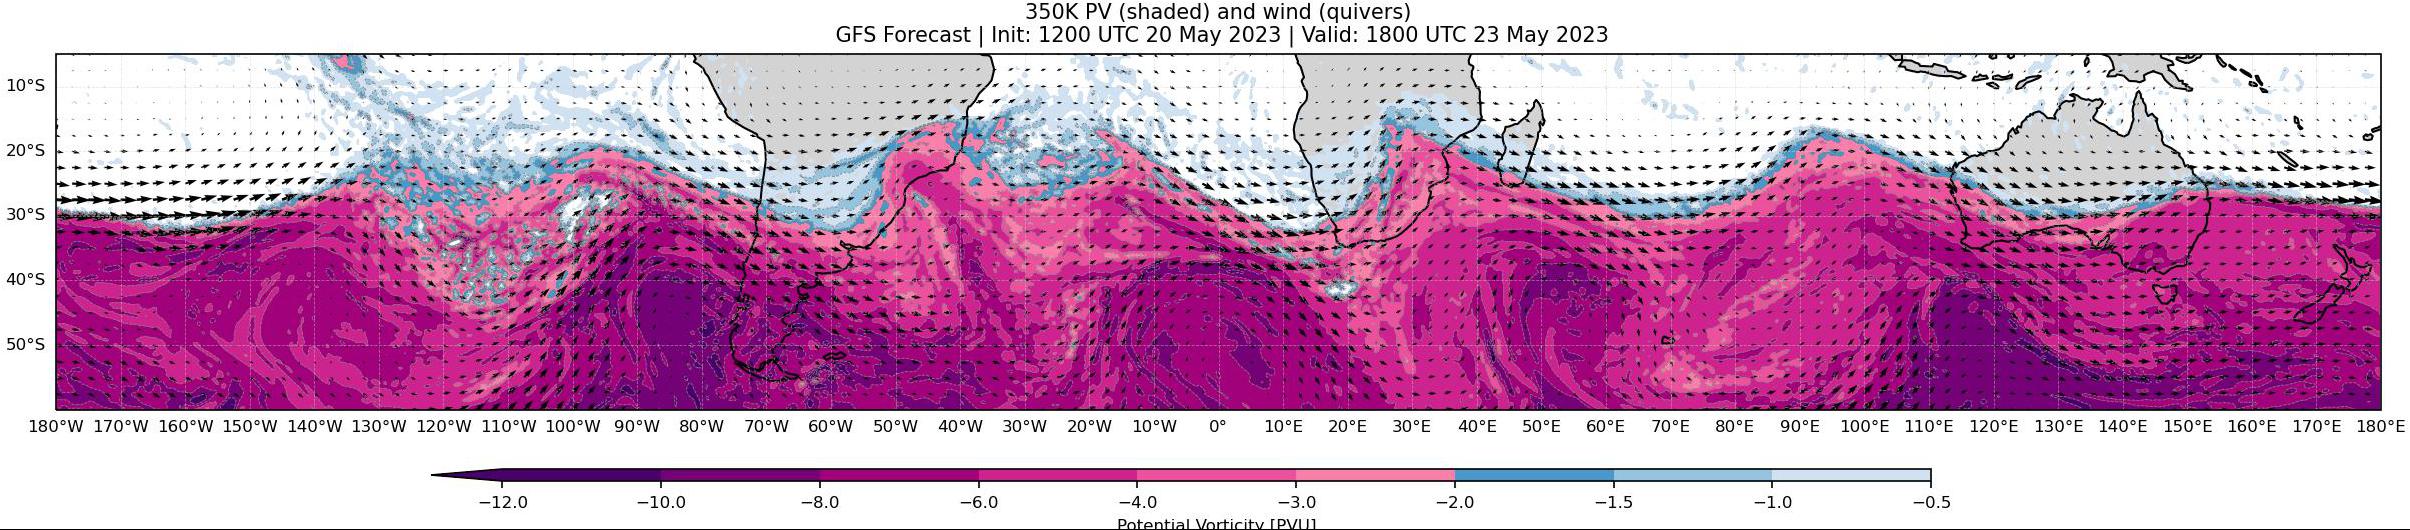 350K PV (shaded) and wind (quivers)
GFS Forecast | Init: 1200 UTC 20 May 2023 | Valid: 1800 UTC 23 May 2023
10°S
20°S
30°S
40°S
50°S
180°W 170°W 160°W 150°W 140°W 130°W 120°W 110°W 100°W 90°W 80°W 70°W 60°W 50°W 40°W 30°W 20°W 10°W 0° 10°E 20°E 30°E 40°E 50°E 60°E 70°E 80°E 90°E 100°E 110°E 120°E 130°E 140°E 150°E 160°E 170°E 180°E
−12.0 −10.0 −8.0 −6.0 −4.0 −3.0 −2.0 −1.5 −1.0 −0.5
Potential Vorticity [PVU]